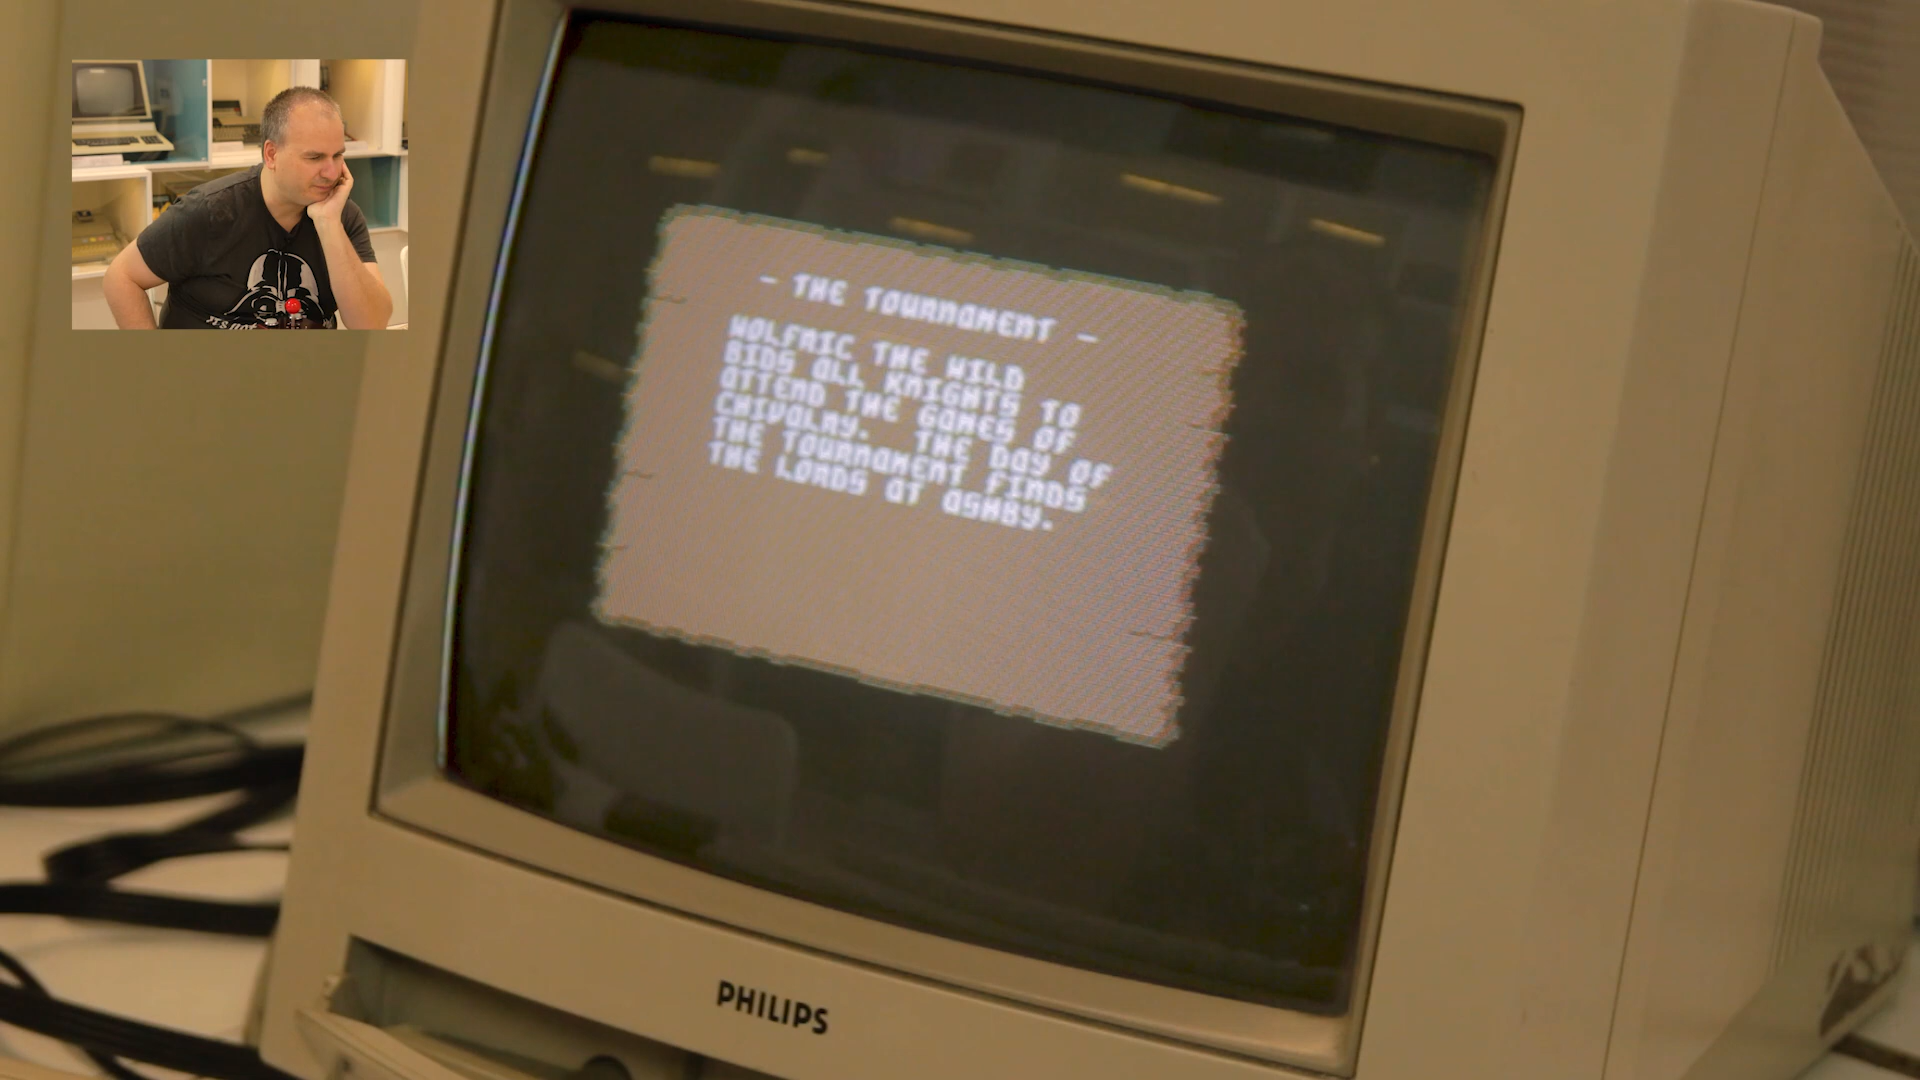 - THE TOURNAMENT -
WOLFRIC THE WILD
BIDS ALL KNIGHTS TO
ATTEND THE GAMES OF
CHIVALRY. THE DAY OF
THE TOURNAMENT FINDS
THE LORDS AT ASHBY.
PHILIPS